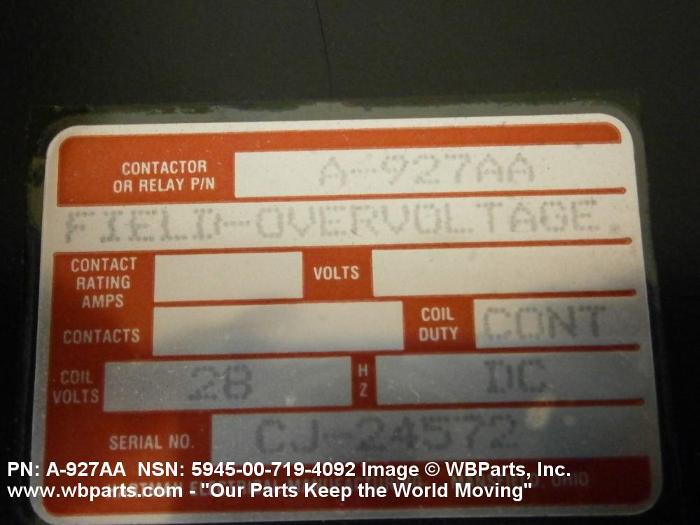 CONTACTOR
OR RELAY P/N A-927AA
FIELD-OVERVOLTAGE.
CONTACT
RATING
AMPS
VOLTS
CONTACTS
COIL
DUTY
CONT
COIL
VOLTS
28
HZ
DC
SERIAL NO. CJ-24572
PN: A-927AA NSN: 5945-00-719-4092 Image © WBParts, Inc.
www.wbparts.com - "Our Parts Keep the World Moving"
OHIO